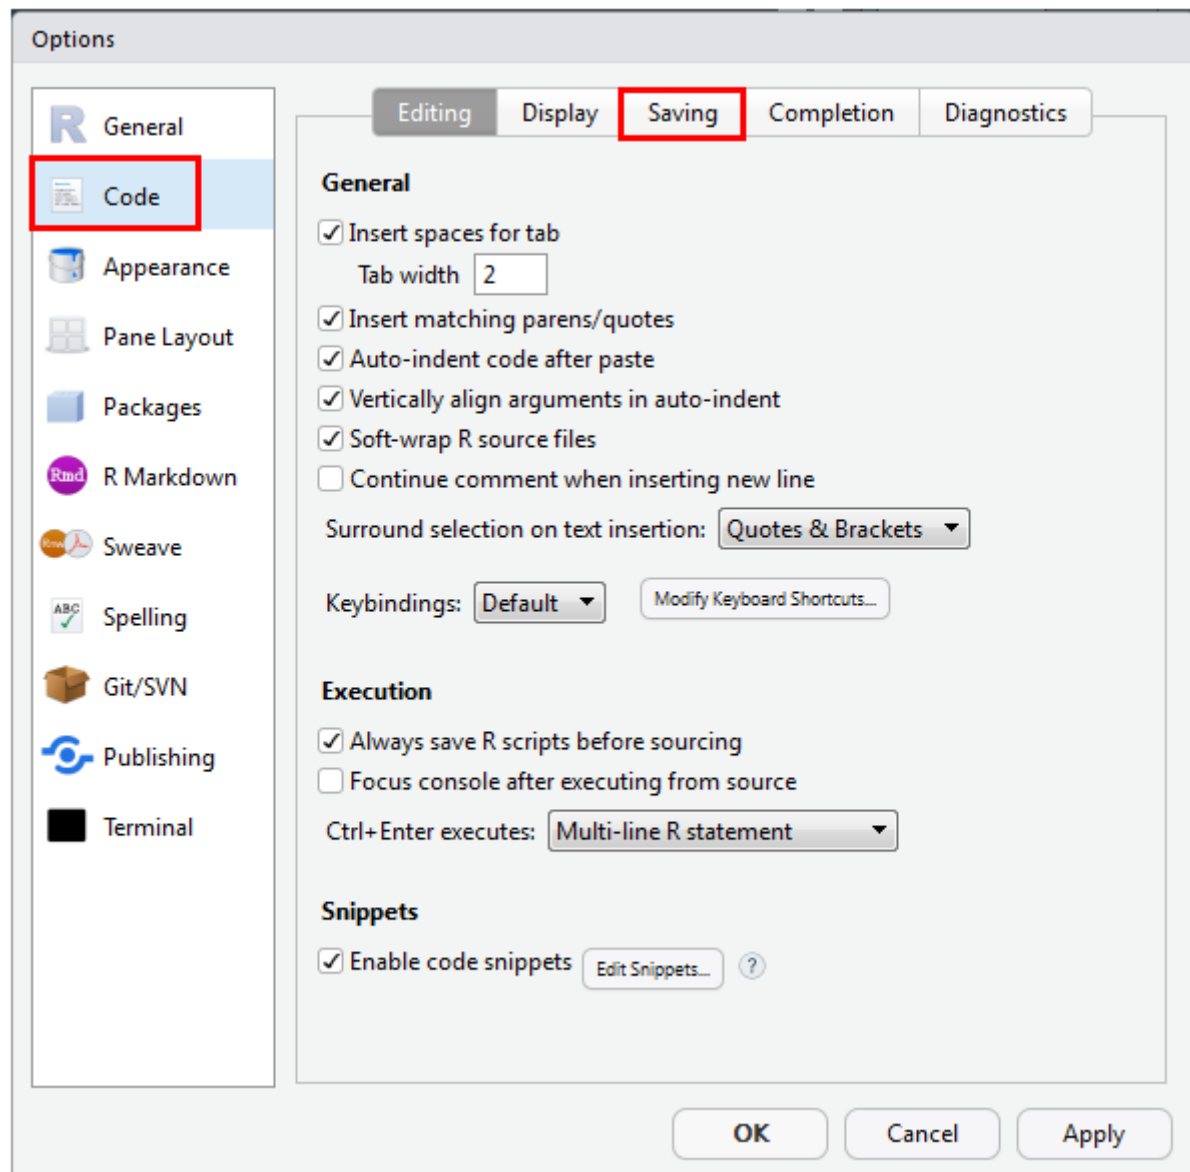 Options
General
Code
Appearance
Pane Layout
Packages
Rmd R Markdown
Rnw Sweave
ABC Spelling
Git/SVN
Publishing
Terminal
Editing Display Saving Completion Diagnostics
General
Insert spaces for tab
Tab width 2
Insert matching parens/quotes
Auto-indent code after paste
Vertically align arguments in auto-indent
Soft-wrap R source files
Continue comment when inserting new line
Surround selection on text insertion: Quotes & Brackets
Keybindings: Default Modify Keyboard Shortcuts...
Execution
Always save R scripts before sourcing
Focus console after executing from source
Ctrl+Enter executes: Multi-line R statement
Snippets
Enable code snippets Edit Snippets... ?
OK Cancel Apply